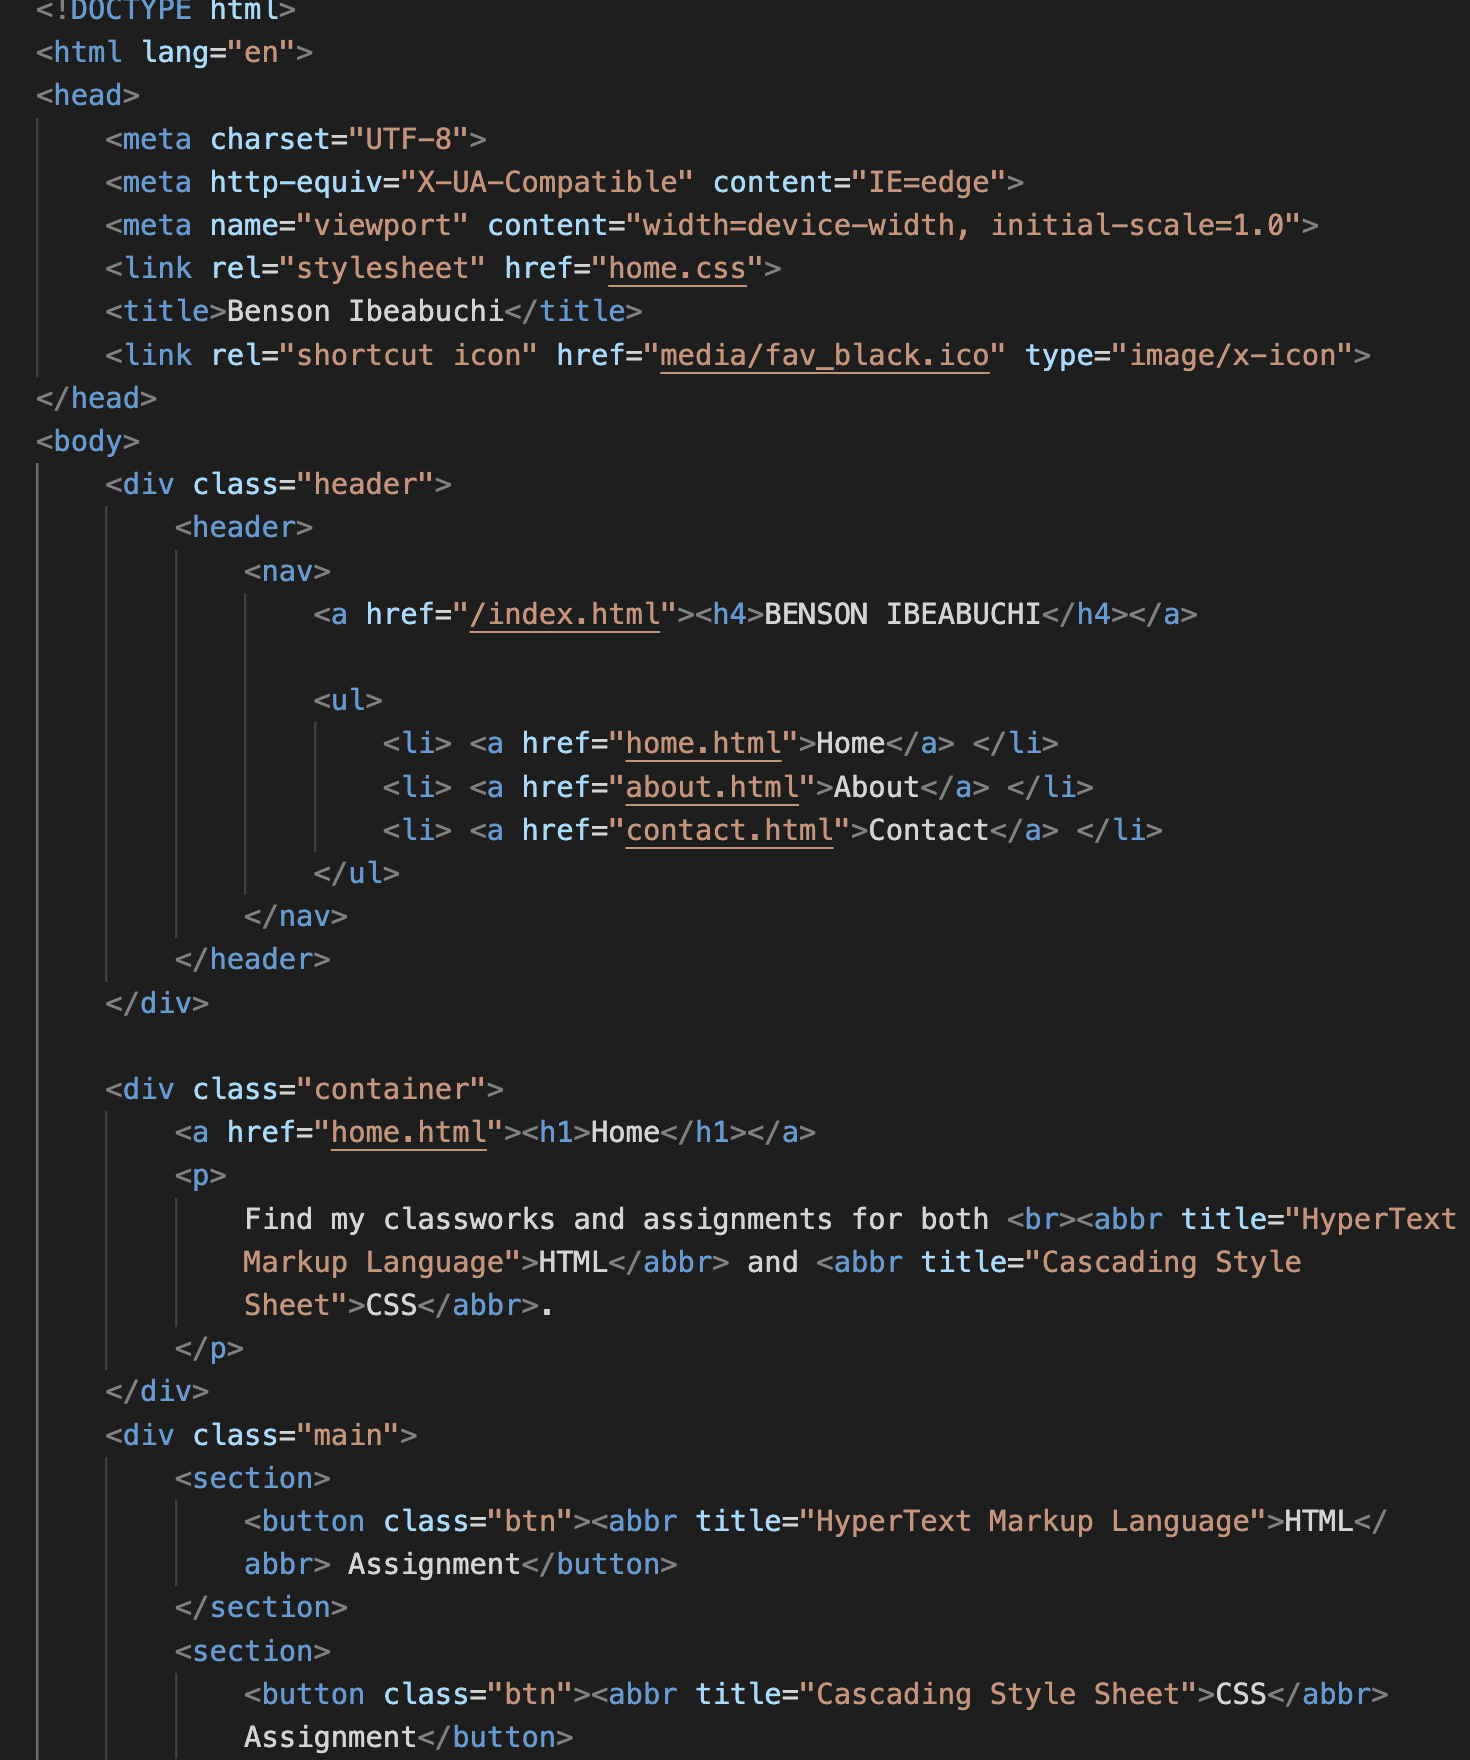 <!DOCTYPE html>
<html lang="en">
<head>
    <meta charset="UTF-8">
    <meta http-equiv="X-UA-Compatible" content="IE=edge">
    <meta name="viewport" content="width=device-width, initial-scale=1.0">
    <link rel="stylesheet" href="home.css">
    <title>Benson Ibeabuchi</title>
    <link rel="shortcut icon" href="media/fav_black.ico" type="image/x-icon">
</head>
<body>
    <div class="header">
        <header>
            <nav>
                <a href="/index.html"><h4>BENSON IBEABUCHI</h4></a>
                <ul>
                    <li> <a href="home.html">Home</a> </li>
                    <li> <a href="about.html">About</a> </li>
                    <li> <a href="contact.html">Contact</a> </li>
                </ul>
            </nav>
        </header>
    </div>
    <div class="container">
        <a href="home.html"><h1>Home</h1></a>
        <p>
            Find my classworks and assignments for both <br><abbr title="HyperText
            Markup Language">HTML</abbr> and <abbr title="Cascading Style
            Sheet">CSS</abbr>.
        </p>
    </div>
    <div class="main">
        <section>
            <button class="btn"><abbr title="HyperText Markup Language">HTML</
            abbr> Assignment</button>
        </section>
        <section>
            <button class="btn"><abbr title="Cascading Style Sheet">CSS</abbr>
            Assignment</button>